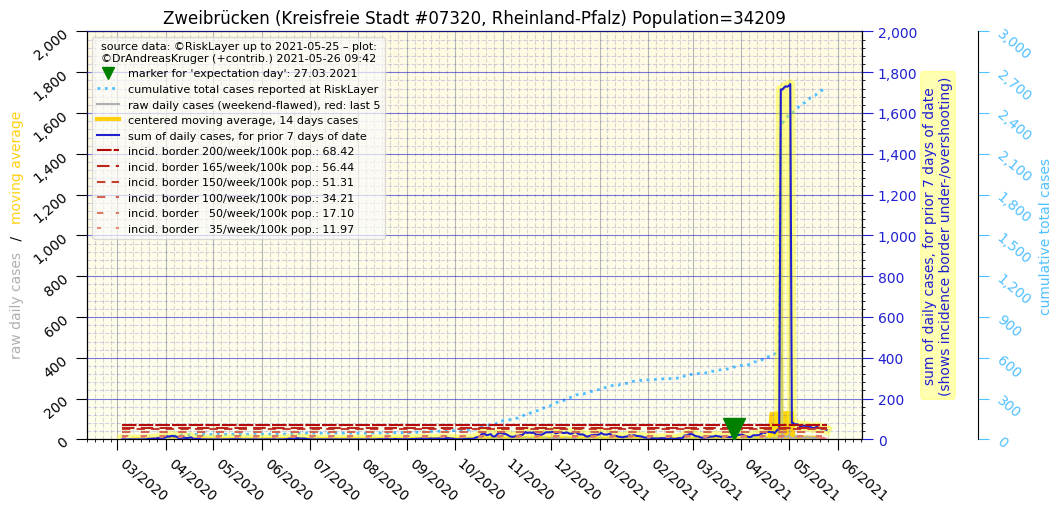 Zweibrücken (Kreisfreie Stadt #07320, Rheinland-Pfalz) Population=34209
source data: ©RiskLayer up to 2021-05-25 – plot:
©DrAndreasKruger (+contrib.) 2021-05-26 09:42
marker for 'expectation day': 27.03.2021
cumulative total cases reported at RiskLayer
raw daily cases (weekend-flawed), red: last 5
centered moving average, 14 days cases
sum of daily cases, for prior 7 days of date
incid. border 200/week/100k pop.: 68.42
incid. border 165/week/100k pop.: 56.44
incid. border 150/week/100k pop.: 51.31
incid. border 100/week/100k pop.: 34.21
incid. border   50/week/100k pop.: 17.10
incid. border   35/week/100k pop.: 11.97
raw daily cases / moving average
2,000
1,800
1,600
1,400
1,200
1,000
800
600
400
200
0
03/2020
04/2020
05/2020
06/2020
07/2020
08/2020
09/2020
10/2020
11/2020
12/2020
01/2021
02/2021
03/2021
04/2021
05/2021
06/2021
2,000
1,800
1,600
1,400
1,200
1,000
800
600
400
200
0
sum of daily cases, for prior 7 days of date
(shows incidence border under-/overshooting)
3,000
2,700
2,400
2,100
1,800
1,500
1,200
900
600
300
0
cumulative total cases